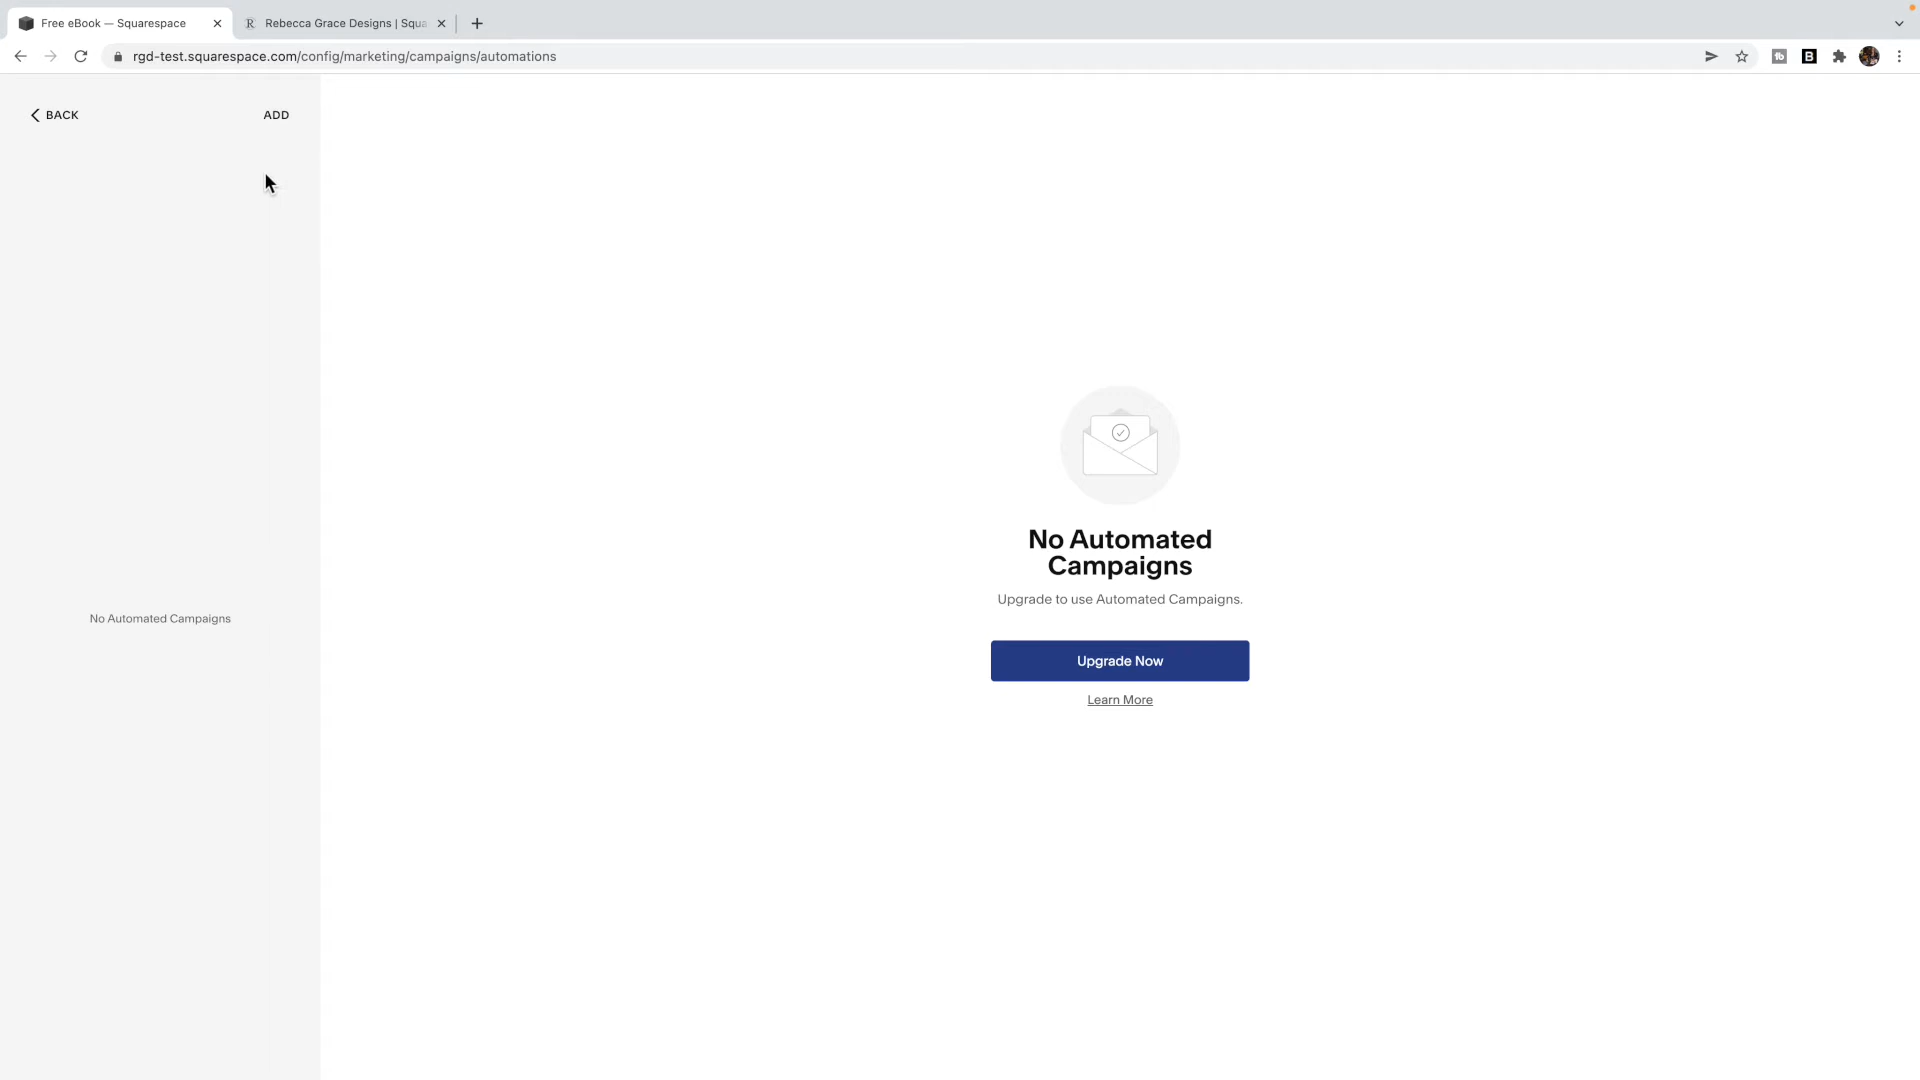 Free eBook — Squarespace
Rebecca Grace Designs | Squa
rgd-test.squarespace.com/config/marketing/campaigns/automations
BACK
ADD
No Automated Campaigns
No Automated
Campaigns
Upgrade to use Automated Campaigns.
Upgrade Now
Learn More